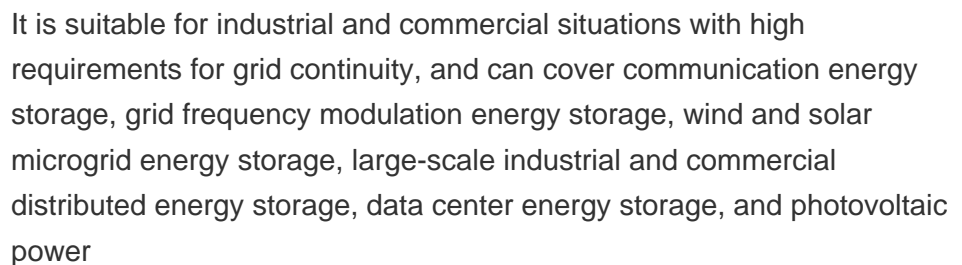 It is suitable for industrial and commercial situations with high
requirements for grid continuity, and can cover communication energy
storage, grid frequency modulation energy storage, wind and solar
microgrid energy storage, large-scale industrial and commercial
distributed energy storage, data center energy storage, and photovoltaic
power